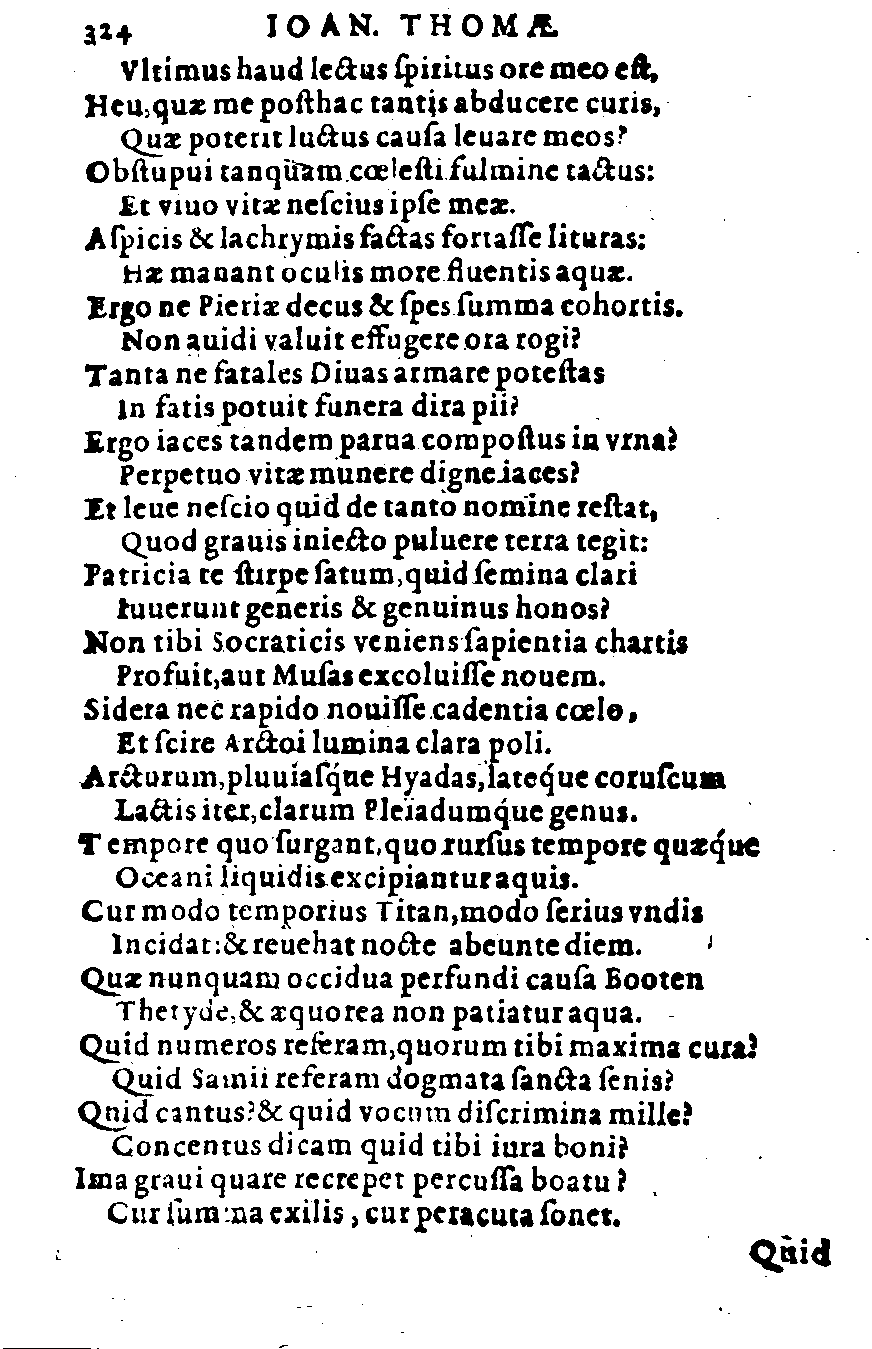 324 IOAN. THOMÆ
Vltimus haud lectus ſpiritus ore meo eſt,
Heu, quæ me poſthac tantis abducere curis,
Quæ poterit luctus cauſa leuare meos?
Obſtupui tanquam cœleſti fulmine tactus:
Et viuo vitæ neſcius ipſe meæ.
Aſpicis & lachrymis factas fortaſſe lituras:
Hæ manant oculis more fluentis aquæ.
Ergo ne Pieriæ decus & ſpes ſumma cohortis.
Non auidi valuit effugere ora rogi?
Tanta ne fatales Diuas armare poteſtas
In fatis potuit funera dira pii?
Ergo iaces tandem parua compoſtus in vrna?
Perpetuo vitæ munere digne iaces?
Et leue neſcio quid de tanto nomine reſtat,
Quod grauis iniecto puluere terra tegit:
Patricia te ſtirpe ſatum, quid ſemina clari
Iuuerunt generis & genuinus honos?
Non tibi Socraticis veniens ſapientia chartis
Profuit, aut Muſas excoluiſſe nouem.
Sidera nec rapido nouiſſe cadentia cœlo,
Et ſcire Arctoi lumina clara poli.
Arcturum, pluuiaſq́ue Hyadas, lateq́ue coruſcum
Lactis iter, clarum Pleïadumq́ue genus.
Tempore quo ſurgant, quo rurſus tempore quæq́ue
Oceani liquidis excipiantur aquis.
Cur modo temporius Titan, modo ſerius vndis
Incidat: & reuehat nocte abeunte diem.
Quæ nunquam occidua perfundi cauſa Booten
Thetyde, & æquorea non patiatur aqua.
Quid numeros referam, quorum tibi maxima cura?
Quid Samii referam dogmata ſancta ſenis?
Quid cantus? & quid vocum diſcrimina mille?
Concentus dicam quid tibi iura boni?
Ima graui quare recrepet percuſſa boatu?
Cur ſumma exilis, cur peracuta ſonet.
Quid